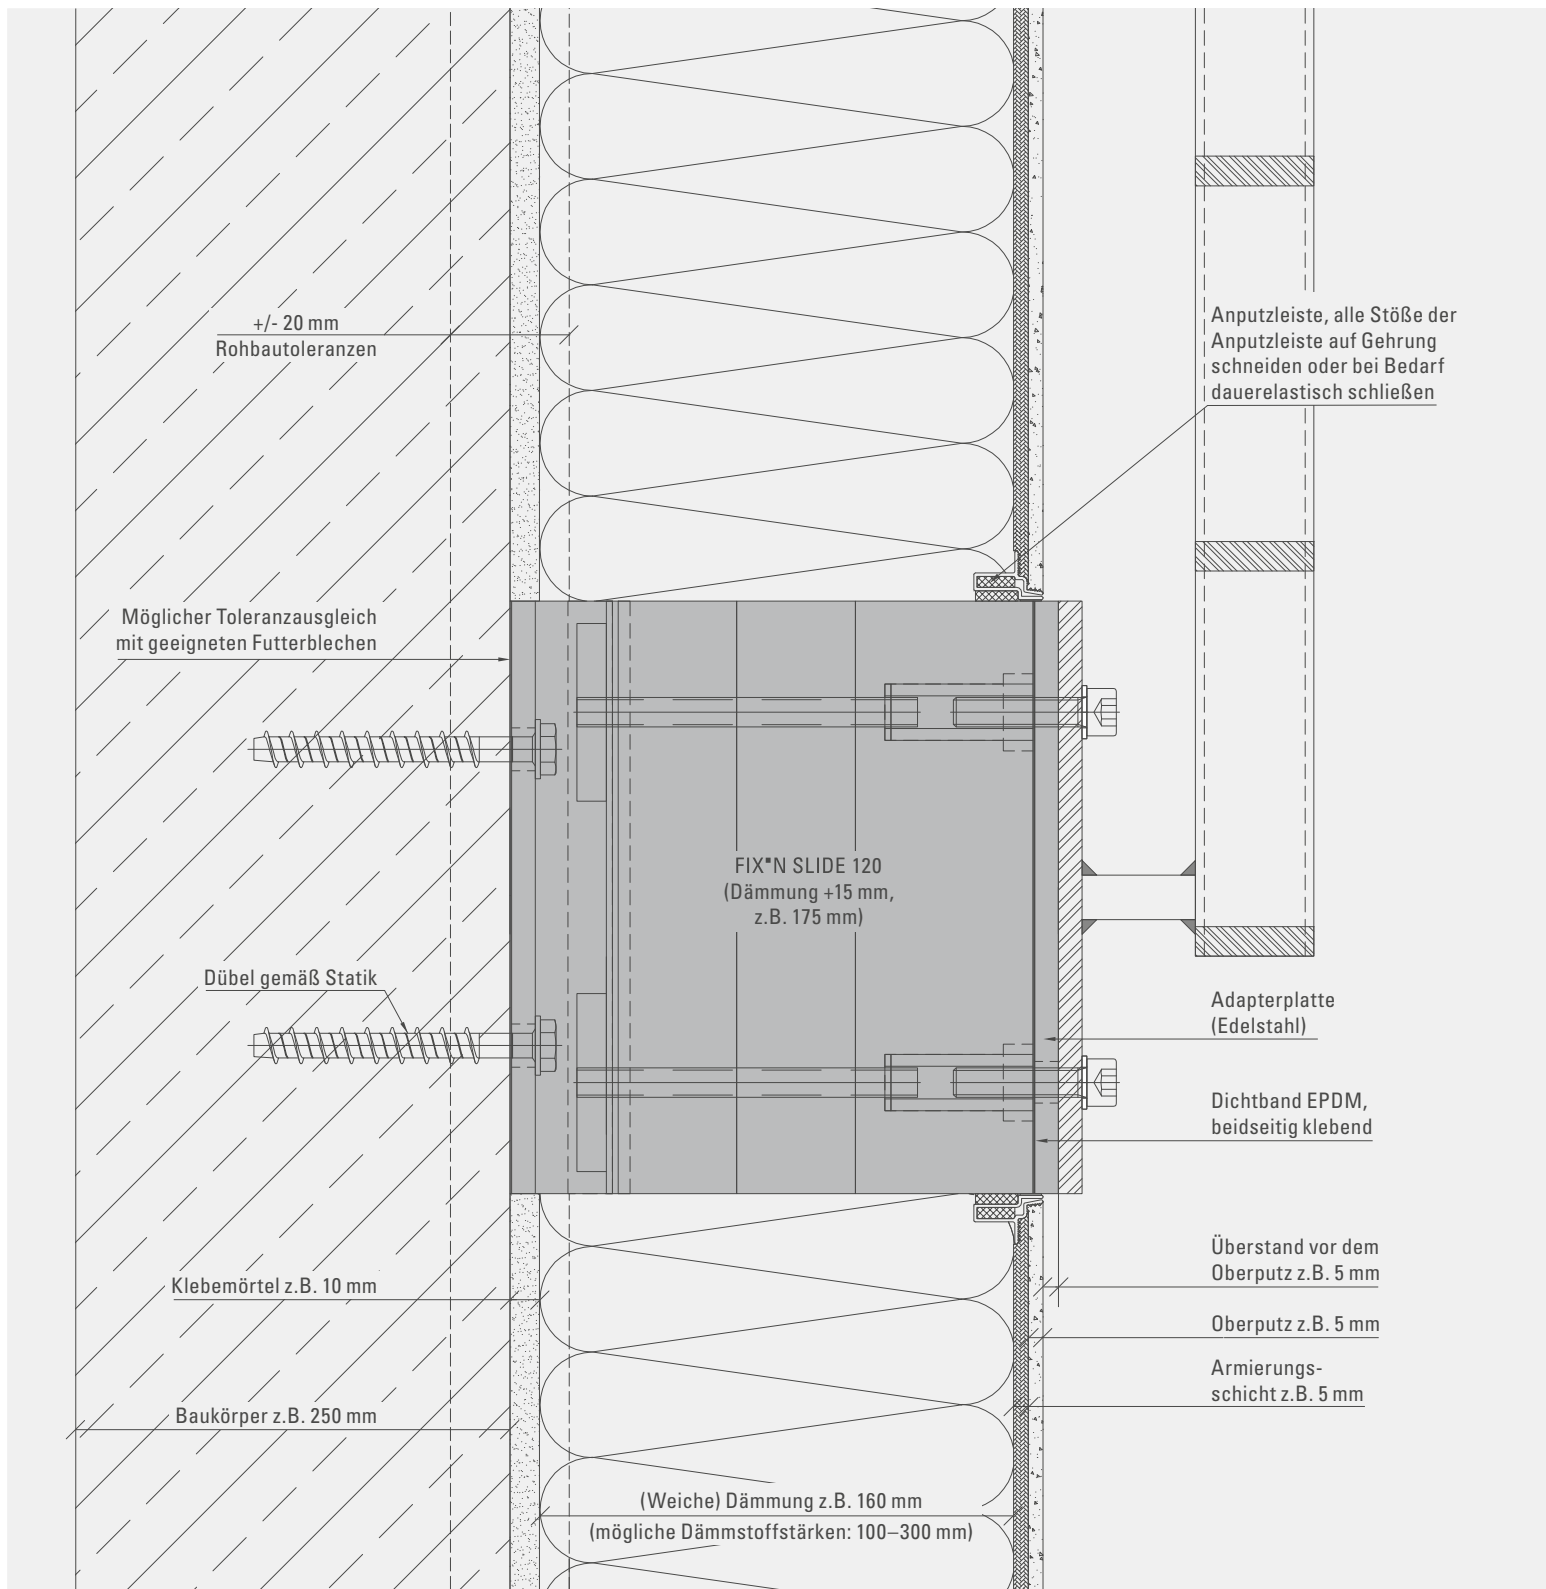 +/- 20 mm
Rohbautoleranzen
Anputzleiste, alle Stöße der
Anputzleiste auf Gehrung
schneiden oder bei Bedarf
dauerelastisch schließen
Möglicher Toleranzausgleich
mit geeigneten Futterblechen
FIX■N SLIDE 120
(Dämmung +15 mm,
z.B. 175 mm)
Dübel gemäß Statik
Adapterplatte
(Edelstahl)
Dichtband EPDM,
beidseitig klebend
Klebemörtel z.B. 10 mm
Überstand vor dem
Oberputz z.B. 5 mm
Oberputz z.B. 5 mm
Armierungs-
schicht z.B. 5 mm
Baukörper z.B. 250 mm
(Weiche) Dämmung z.B. 160 mm
(mögliche Dämmstoffstärken: 100–300 mm)